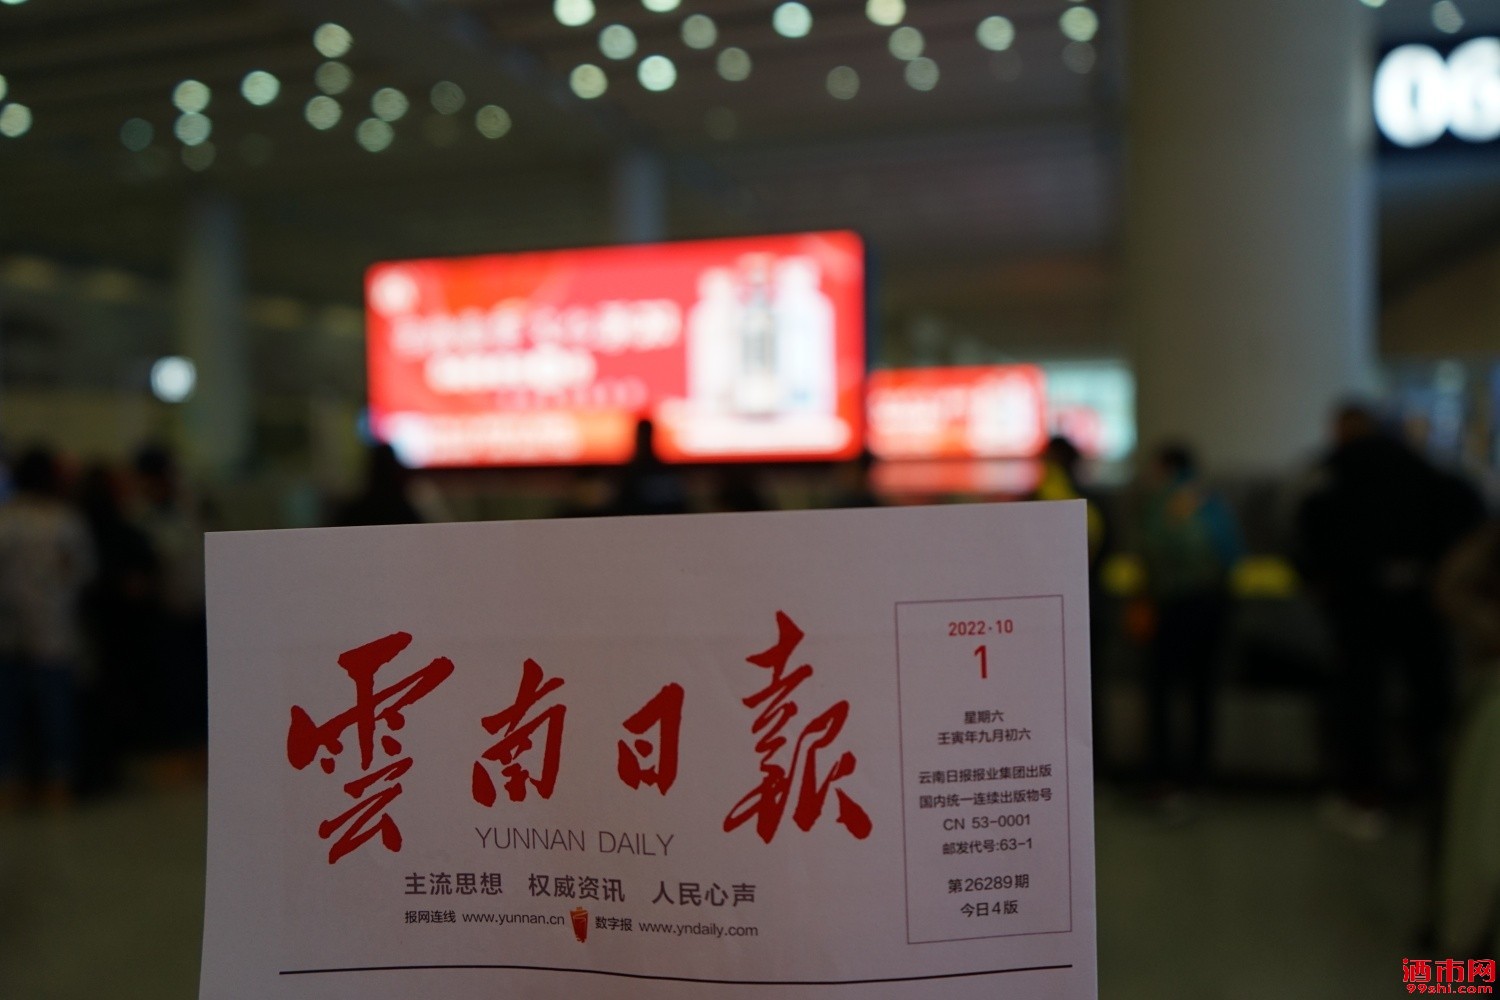 06
雲南日報
YUNNAN DAILY
主流思想 权威资讯 人民心声
报网连线 www.yunnan.cn 数字报 www.yndaily.com
2022·10
1
星期六
壬寅年九月初六
云南日报报业集团出版
国内统一连续出版物号
CN 53-0001
邮发代号:63-1
第26289期
今日4版
酒市网
99shi.com